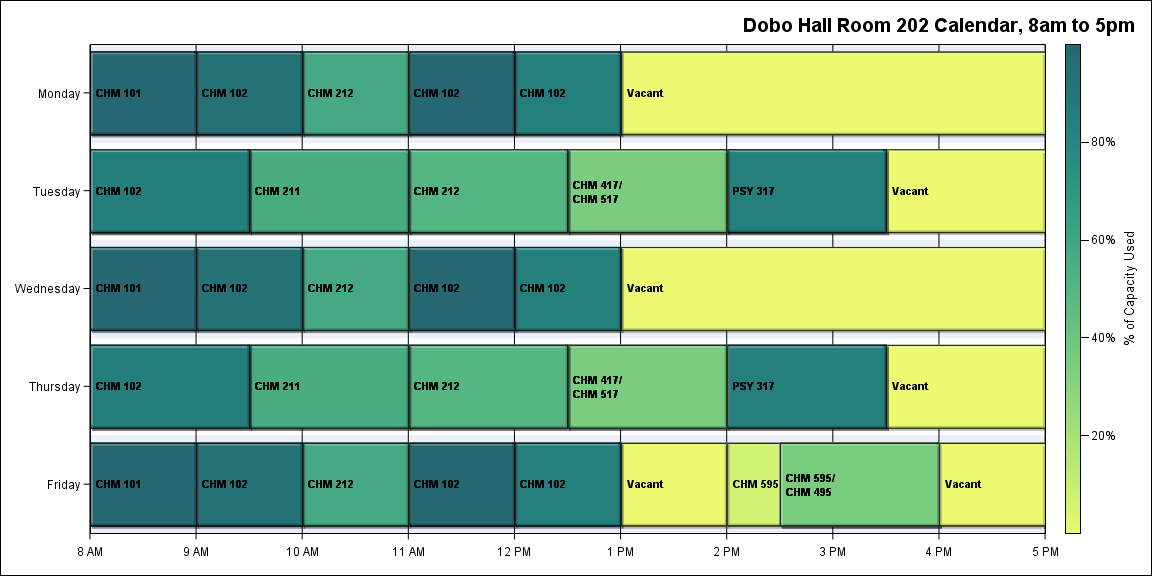 Dobo Hall Room 202 Calendar, 8am to 5pm
Monday
CHM 101
CHM 102
CHM 212
CHM 102
CHM 102
Vacant
Tuesday
CHM 102
CHM 211
CHM 212
CHM 417/
CHM 517
PSY 317
Vacant
Wednesday
CHM 101
CHM 102
CHM 212
CHM 102
CHM 102
Vacant
Thursday
CHM 102
CHM 211
CHM 212
CHM 417/
CHM 517
PSY 317
Vacant
Friday
CHM 101
CHM 102
CHM 212
CHM 102
CHM 102
Vacant
CHM 595
CHM 595/
CHM 495
Vacant
8 AM
9 AM
10 AM
11 AM
12 PM
1 PM
2 PM
3 PM
4 PM
5 PM
80%
60%
40%
20%
% of Capacity Used